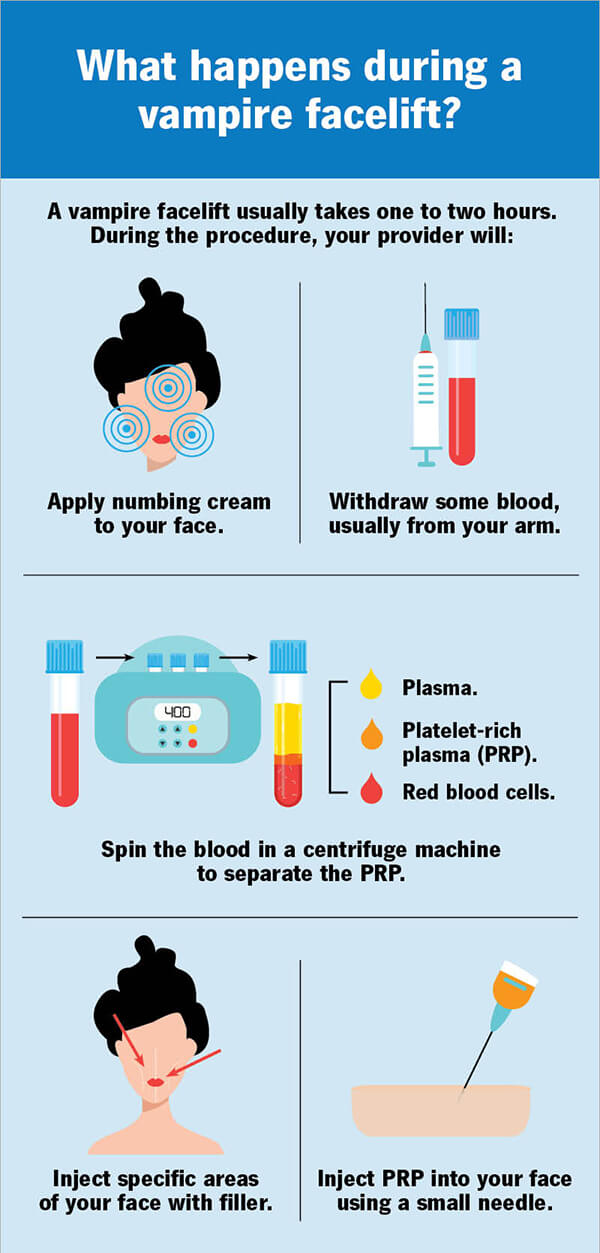 What happens during a
vampire facelift?
A vampire facelift usually takes one to two hours.
During the procedure, your provider will:
Apply numbing cream
to your face.
Withdraw some blood,
usually from your arm.
400
Plasma.
Platelet-rich
plasma (PRP).
Red blood cells.
Spin the blood in a centrifuge machine
to separate the PRP.
Inject specific areas
of your face with filler.
Inject PRP into your face
using a small needle.